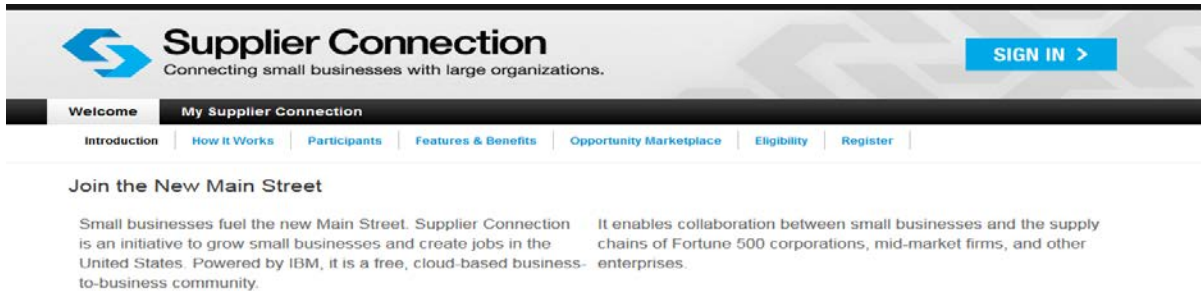 Supplier Connection
Connecting small businesses with large organizations.
SIGN IN >
Welcome My Supplier Connection
Introduction How It Works Participants Features & Benefits Opportunity Marketplace Eligibility Register
Join the New Main Street
Small businesses fuel the new Main Street. Supplier Connection
is an initiative to grow small businesses and create jobs in the
United States. Powered by IBM, it is a free, cloud-based business-
to-business community.
It enables collaboration between small businesses and the supply
chains of Fortune 500 corporations, mid-market firms, and other
enterprises.